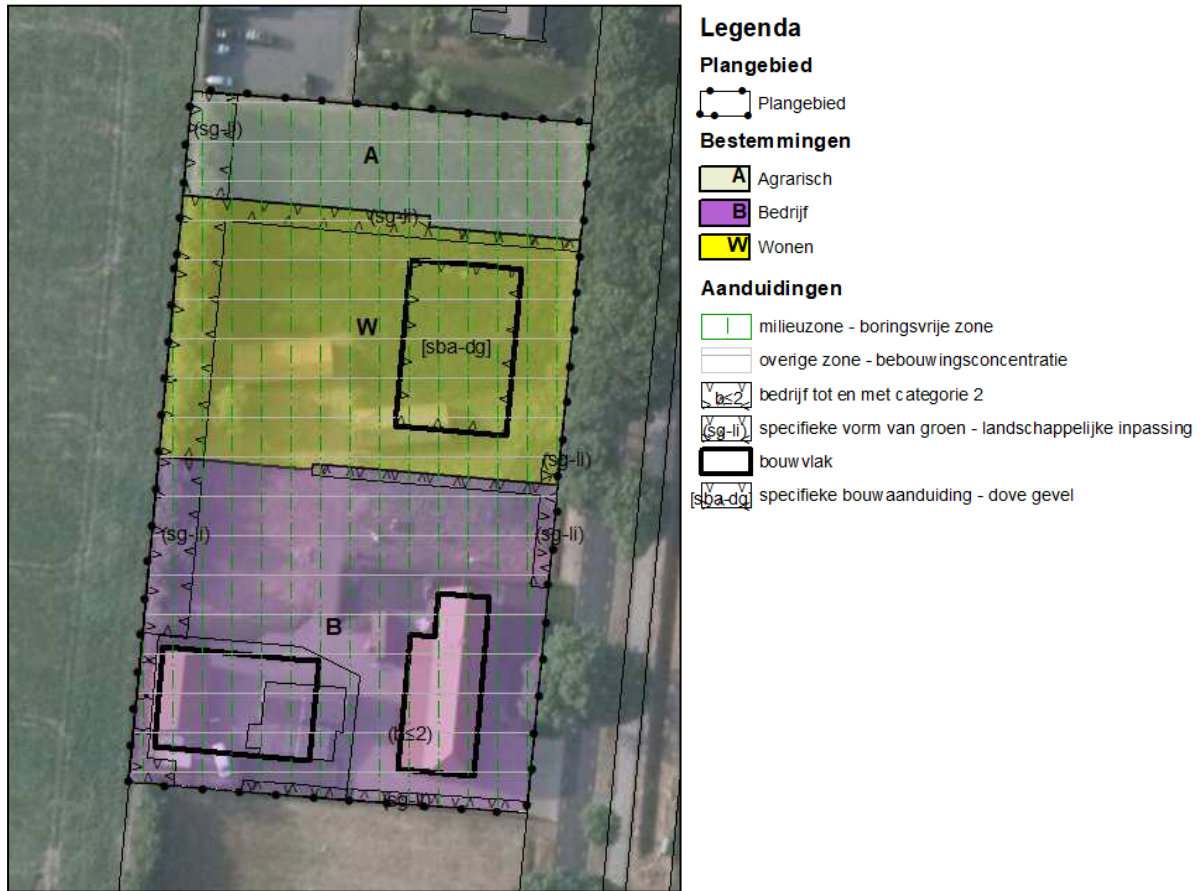 (sg-li)
A
(sg-li)
W
[sba-dg]
(sg-li)
(sg-li)
(sg-li)
B
(b≤2)
(sg-li)
Legenda
Plangebied
Plangebied
Bestemmingen
A Agrarisch
B Bedrijf
W Wonen
Aanduidingen
milieuzone - boringsvrije zone
overige zone - bebouwingsconcentratie
b≤2 bedrijf tot en met categorie 2
(sg-li) specifieke vorm van groen - landschappelijke inpassing
bouwvlak
[sba-dg] specifieke bouwaanduiding - dove gevel